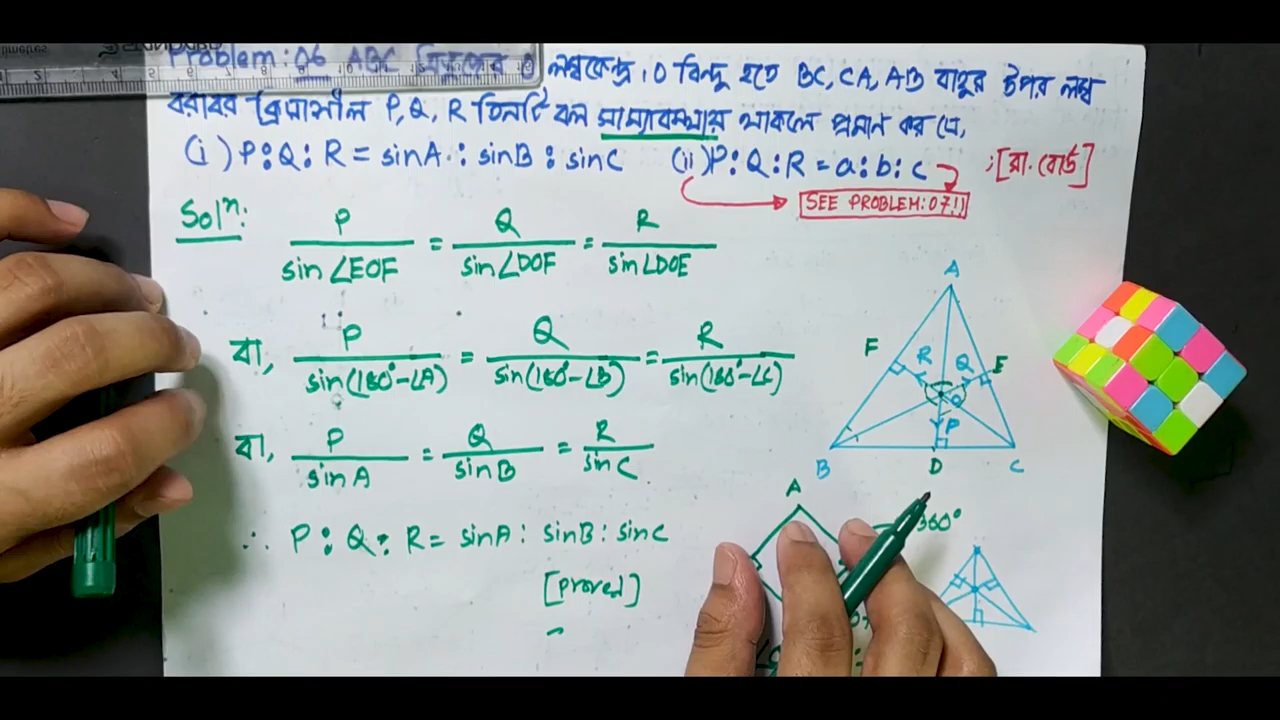 Problem: 06 ABC ত্রিভুজের O লম্বকেন্দ্র, O বিন্দু হতে BC, CA, AB বাহুর উপর লম্ব
বরাবর ক্রিয়াশীল P, Q, R তিনটি বল সাম্যাবস্থায় থাকলে প্রমাণ কর যে,
(i) P:Q:R = sinA : sinB : sinC (ii) P:Q:R = a:b:c ;[রা. বোর্ড]
SEE PROBLEM:07!!
Solⁿ:
P / sin∠EOF = Q / sin∠DOF = R / sin∠DOE
বা, P / sin(180°-∠A) = Q / sin(180°-∠B) = R / sin(180°-∠C)
বা, P / sinA = Q / sinB = R / sinC
∴ P : Q : R = sinA : sinB : sinC
[proved]
A
F
R
Q
E
O
P
B
D
C
A
360°